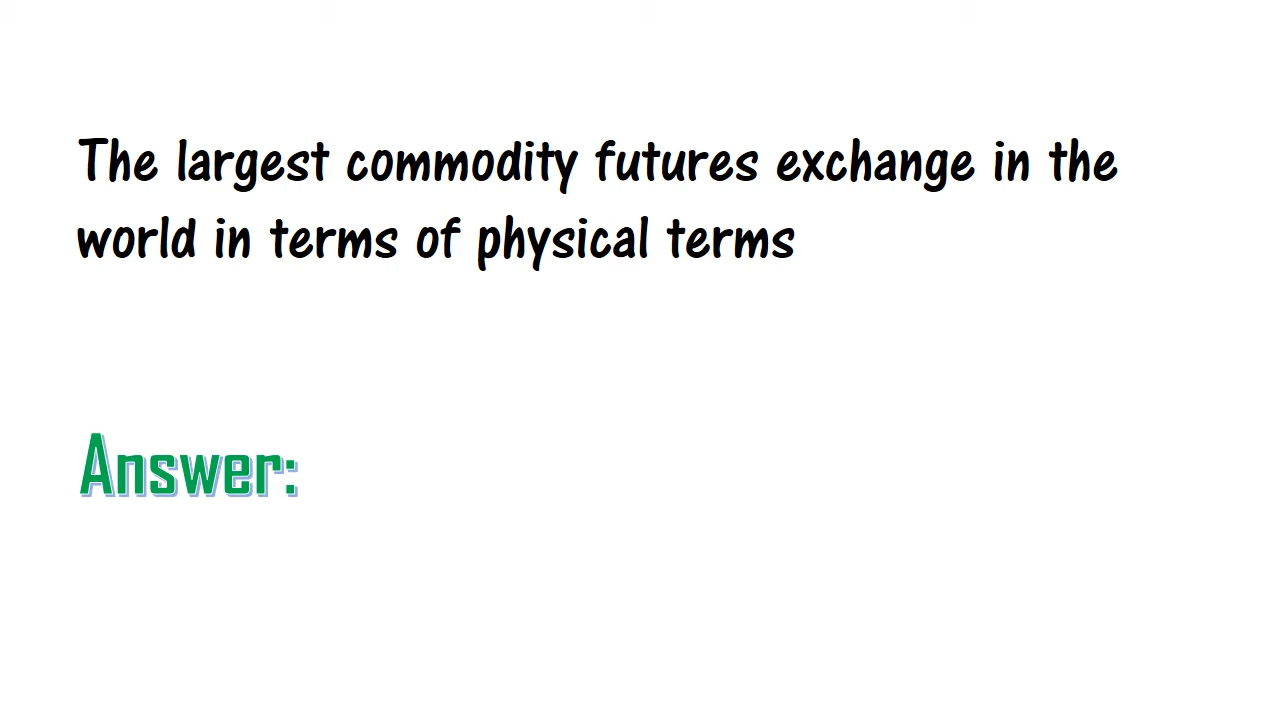 The largest commodity futures exchange in the
world in terms of physical terms
Answer: